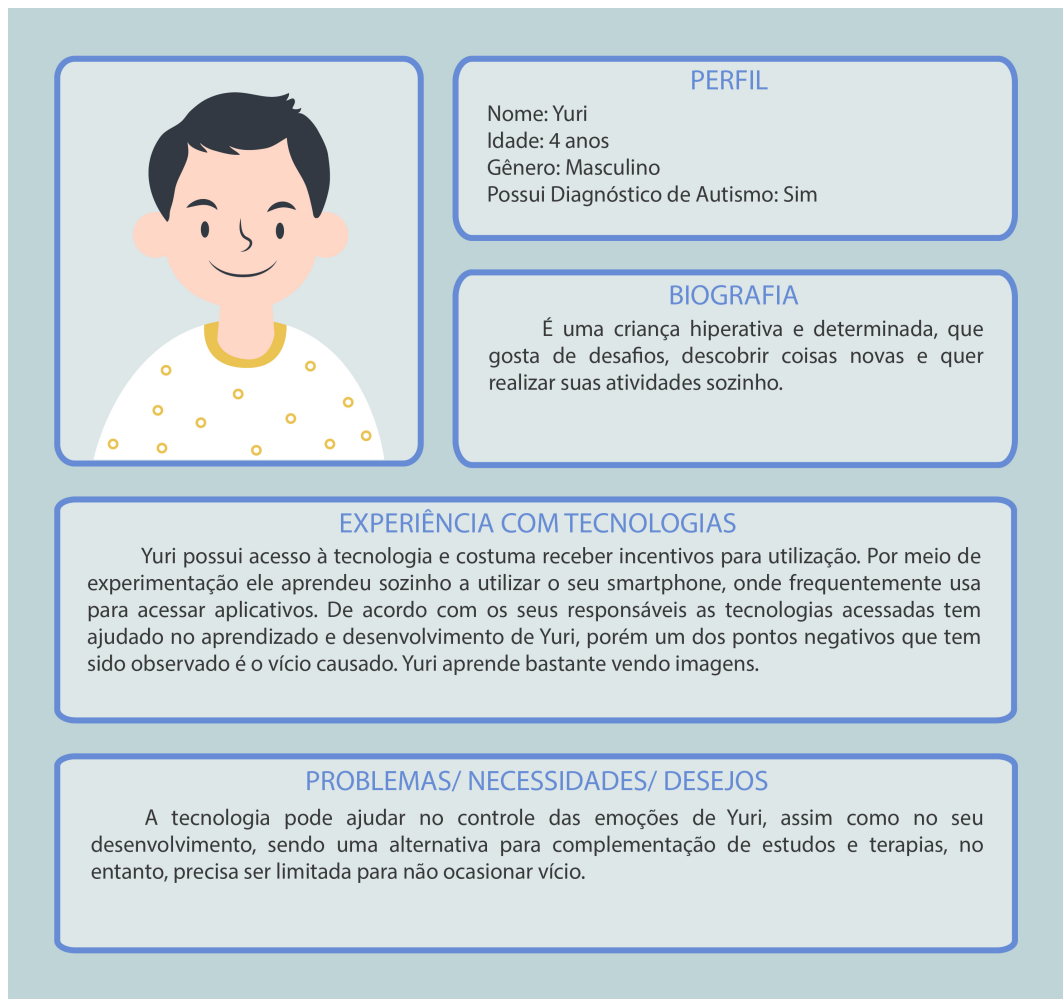 PERFIL
Nome: Yuri
Idade: 4 anos
Gênero: Masculino
Possui Diagnóstico de Autismo: Sim
BIOGRAFIA
É uma criança hiperativa e determinada, que
gosta de desafios, descobrir coisas novas e quer
realizar suas atividades sozinho.
EXPERIÊNCIA COM TECNOLOGIAS
Yuri possui acesso à tecnologia e costuma receber incentivos para utilização. Por meio de
experimentação ele aprendeu sozinho a utilizar o seu smartphone, onde frequentemente usa
para acessar aplicativos. De acordo com os seus responsáveis as tecnologias acessadas tem
ajudado no aprendizado e desenvolvimento de Yuri, porém um dos pontos negativos que tem
sido observado é o vício causado. Yuri aprende bastante vendo imagens.
PROBLEMAS/ NECESSIDADES/ DESEJOS
A tecnologia pode ajudar no controle das emoções de Yuri, assim como no seu
desenvolvimento, sendo uma alternativa para complementação de estudos e terapias, no
entanto, precisa ser limitada para não ocasionar vício.